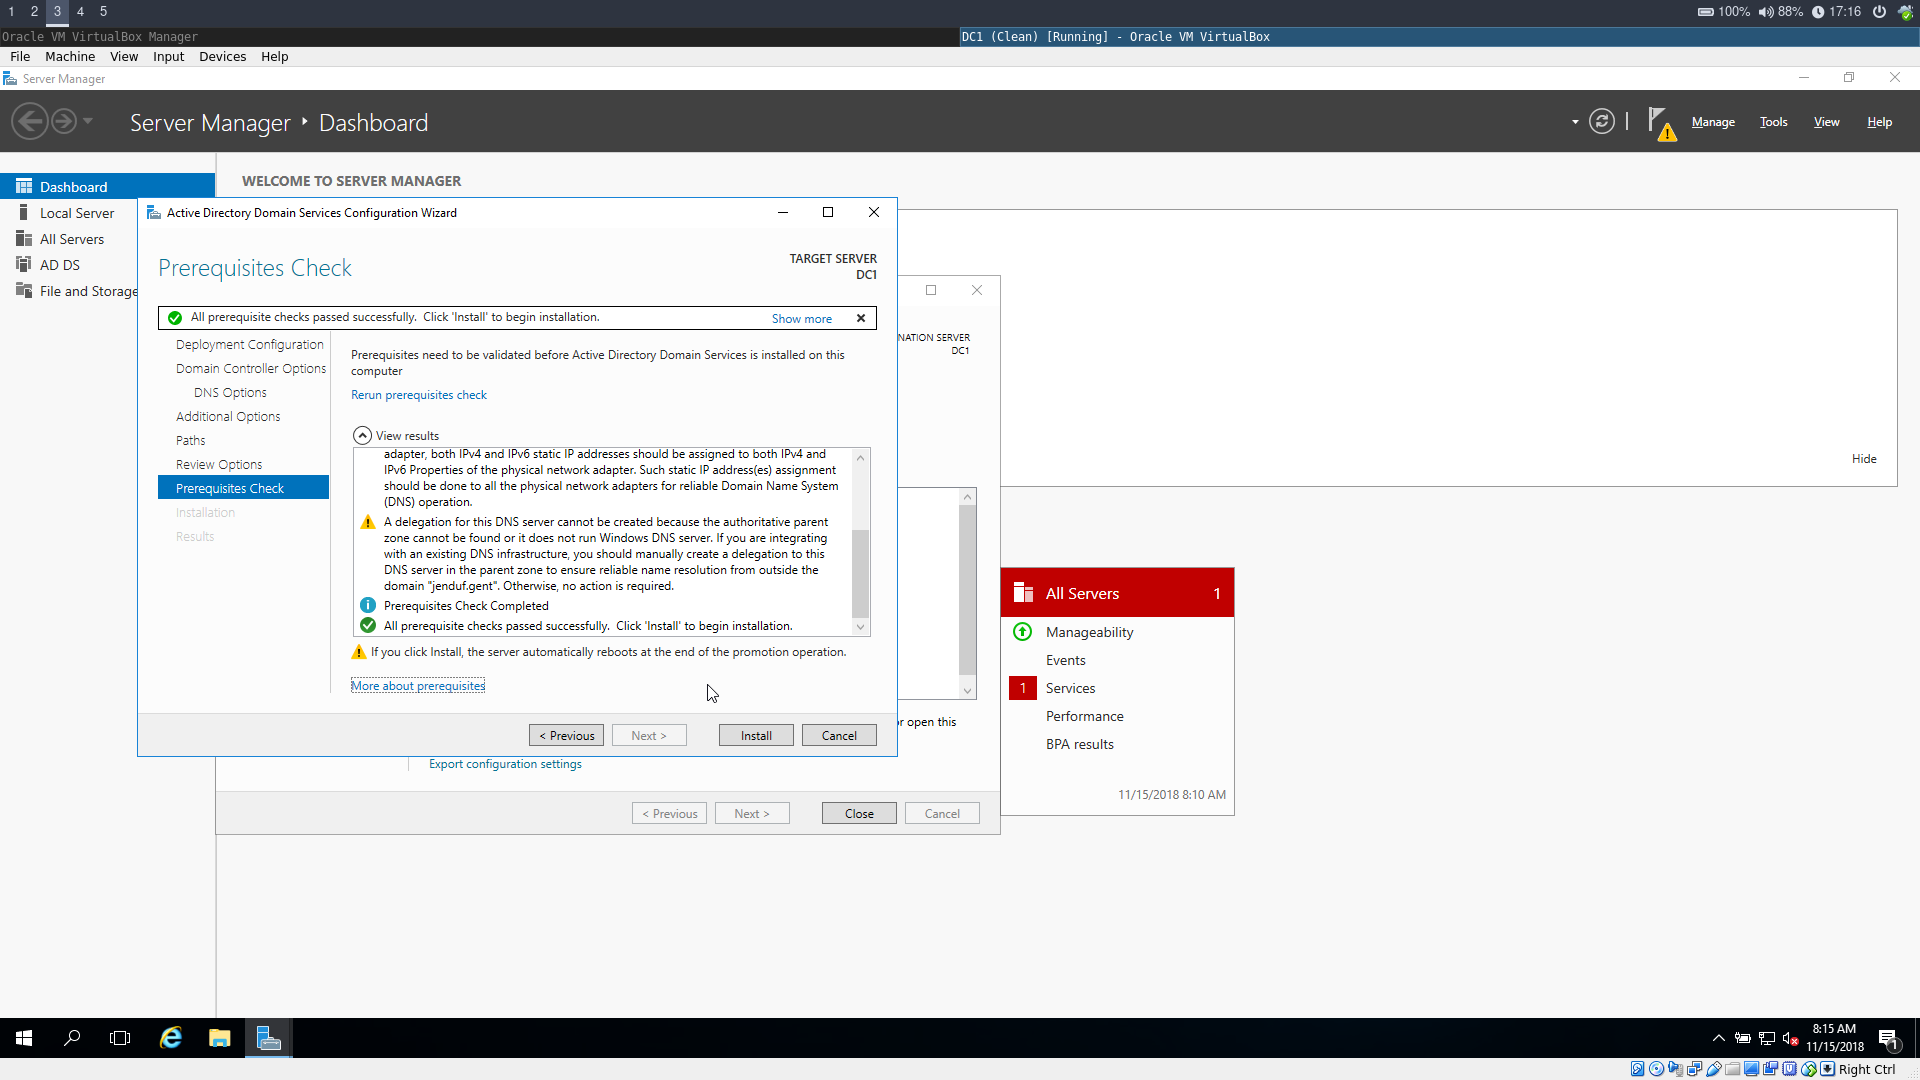 1 2 3 4 5
100% 88% 17:16
Oracle VM VirtualBox Manager
DC1 (Clean) [Running] - Oracle VM VirtualBox
File Machine View Input Devices Help
Server Manager
Server Manager ‣ Dashboard
Manage Tools View Help
Dashboard
Local Server
All Servers
AD DS
File and Storage
WELCOME TO SERVER MANAGER
Active Directory Domain Services Configuration Wizard
Prerequisites Check
TARGET SERVER
DC1
All prerequisite checks passed successfully. Click 'Install' to begin installation.
Show more
Deployment Configuration
Domain Controller Options
DNS Options
Additional Options
Paths
Review Options
Prerequisites Check
Installation
Results
Prerequisites need to be validated before Active Directory Domain Services is installed on this
computer
Rerun prerequisites check
View results
adapter, both IPv4 and IPv6 static IP addresses should be assigned to both IPv4 and
IPv6 Properties of the physical network adapter. Such static IP address(es) assignment
should be done to all the physical network adapters for reliable Domain Name System
(DNS) operation.
A delegation for this DNS server cannot be created because the authoritative parent
zone cannot be found or it does not run Windows DNS server. If you are integrating
with an existing DNS infrastructure, you should manually create a delegation to this
DNS server in the parent zone to ensure reliable name resolution from outside the
domain "jenduf.gent". Otherwise, no action is required.
Prerequisites Check Completed
All prerequisite checks passed successfully. Click 'Install' to begin installation.
If you click Install, the server automatically reboots at the end of the promotion operation.
More about prerequisites
< Previous Next > Install Cancel
NATION SERVER
DC1
r open this
Export configuration settings
< Previous Next > Close Cancel
Hide
All Servers 1
Manageability
Events
1 Services
Performance
BPA results
11/15/2018 8:10 AM
8:15 AM
11/15/2018
1
Right Ctrl